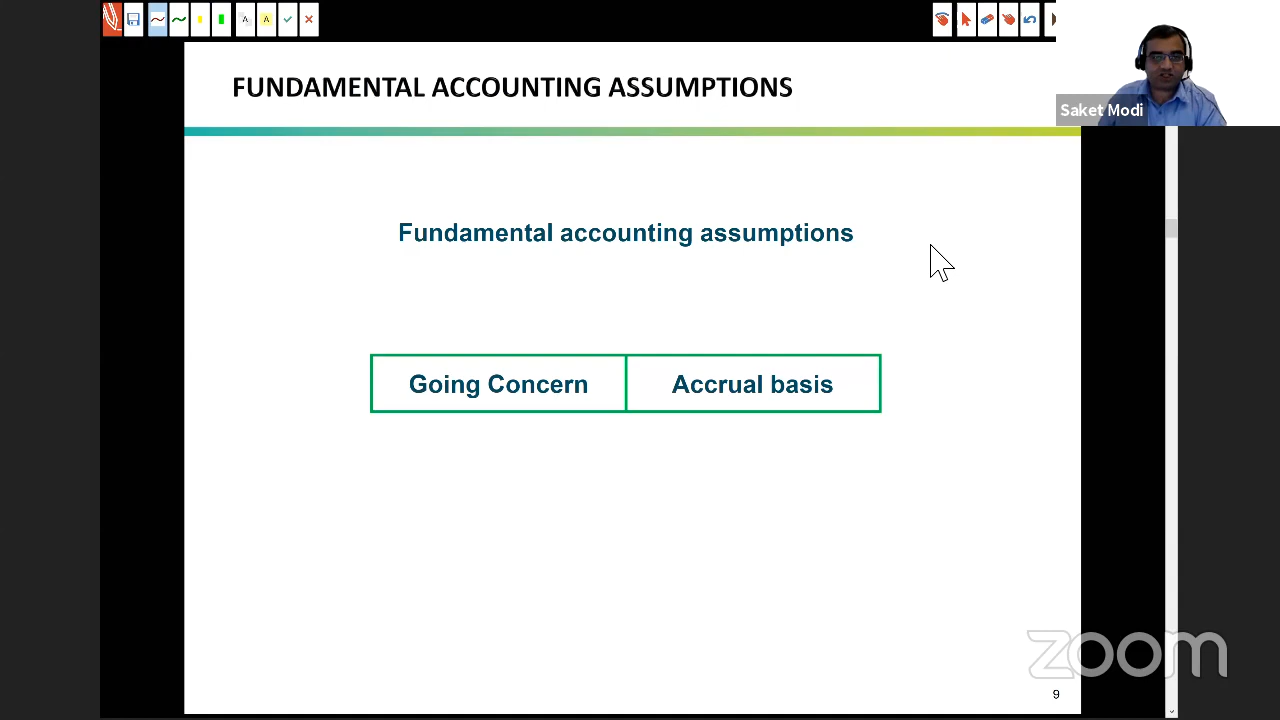 A A
Saket Modi
FUNDAMENTAL ACCOUNTING ASSUMPTIONS
Fundamental accounting assumptions
Going Concern
Accrual basis
zoom
9